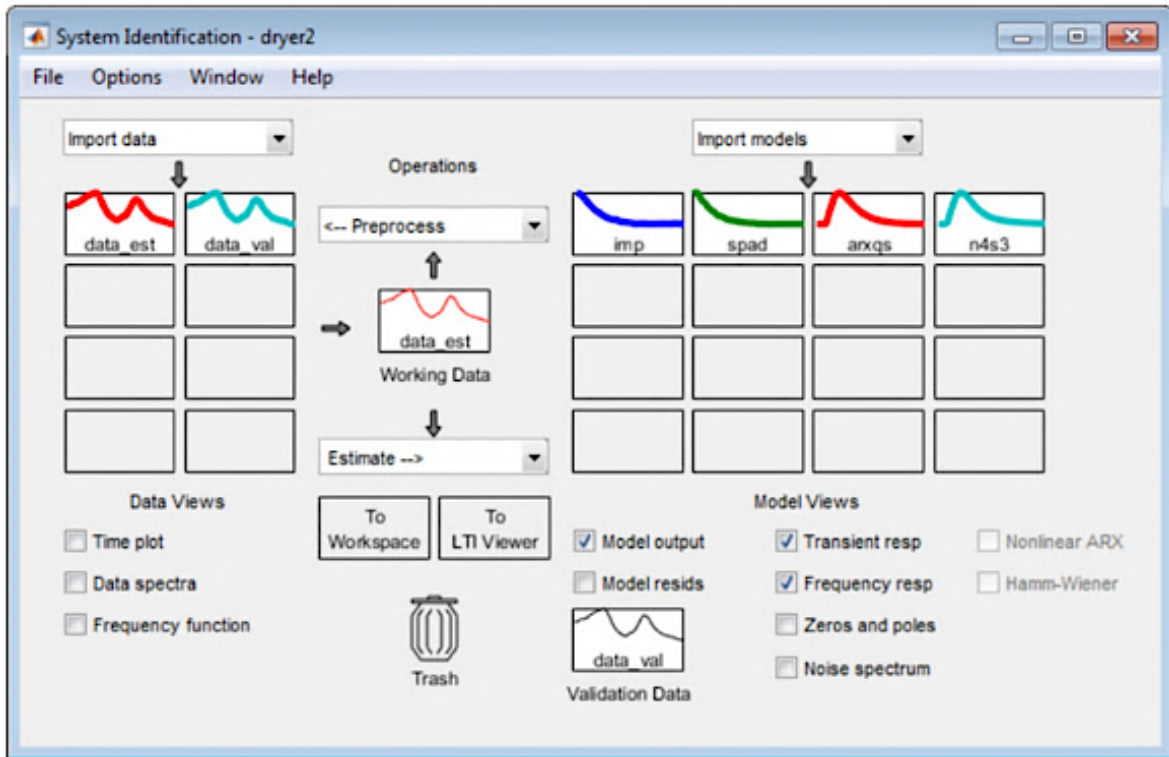 System Identification - dryer2
File Options Window Help
Import data
Import models
Operations
data_est data_val
<-- Preprocess
imp spad arxqs n4s3
data_est
Working Data
Estimate -->
Data Views
Model Views
To Workspace
To LTI Viewer
Time plot
Data spectra
Frequency function
Model output
Model resids
Transient resp
Frequency resp
Zeros and poles
Noise spectrum
Nonlinear ARX
Hamm-Wiener
Trash
data_val
Validation Data